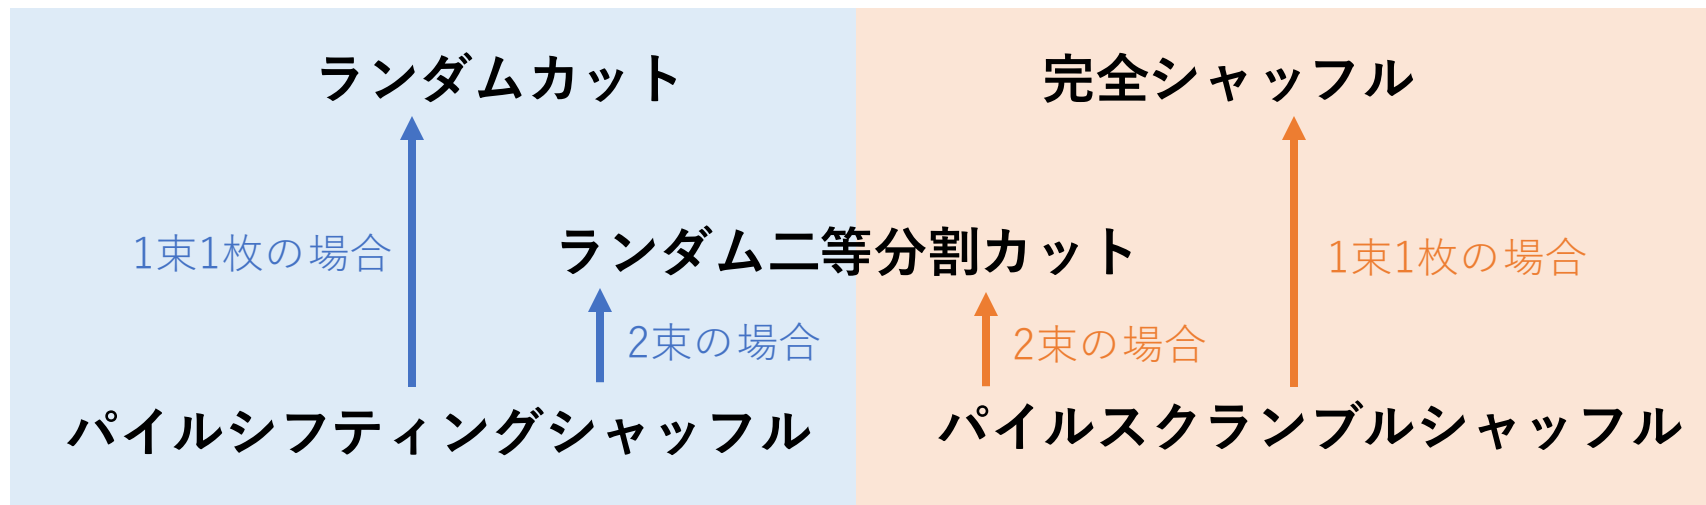 ランダムカット
完全シャッフル
1束1枚の場合
ランダム二等分割カット
1束1枚の場合
2束の場合
2束の場合
パイルシフティングシャッフル
パイルスクランブルシャッフル